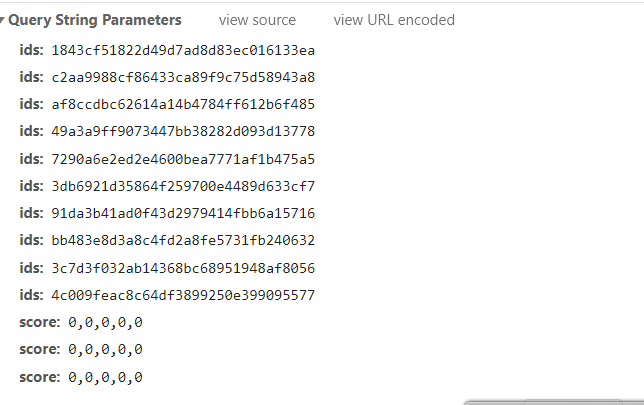 Query String Parameters view source view URL encoded
ids: 1843cf51822d49d7ad8d83ec016133ea
ids: c2aa9988cf86433ca89f9c75d58943a8
ids: af8ccdbc62614a14b4784ff612b6f485
ids: 49a3a9ff9073447bb38282d093d13778
ids: 7290a6e2ed2e4600bea7771af1b475a5
ids: 3db6921d35864f259700e4489d633cf7
ids: 91da3b41ad0f43d2979414fbb6a15716
ids: bb483e8d3a8c4fd2a8fe5731fb240632
ids: 3c7d3f032ab14368bc68951948af8056
ids: 4c009feac8c64df3899250e399095577
score: 0,0,0,0,0
score: 0,0,0,0,0
score: 0,0,0,0,0